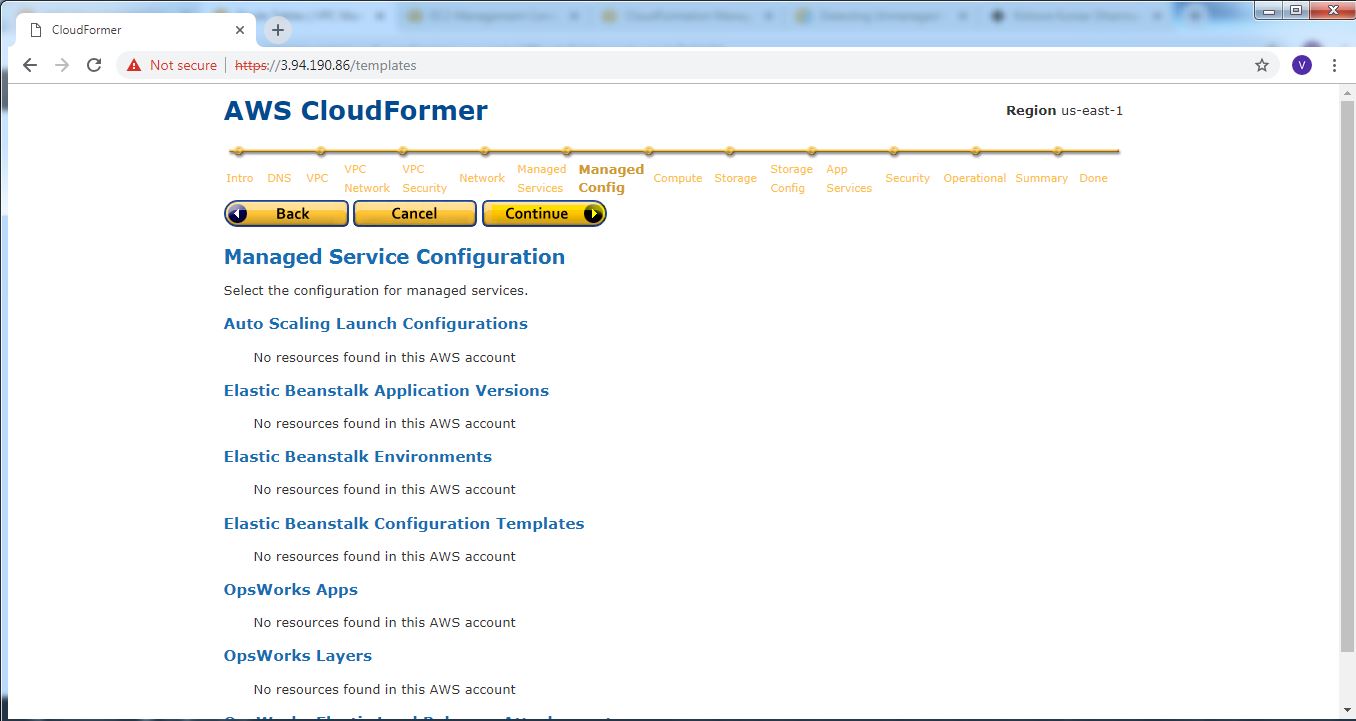 CloudFormer
Not secure
https://3.94.190.86/templates
V
AWS CloudFormer
Region us-east-1
Intro DNS VPC VPC Network VPC Security Network Managed Services Managed Config Compute Storage Storage Config App Services Security Operational Summary Done
Back Cancel Continue
Managed Service Configuration
Select the configuration for managed services.
Auto Scaling Launch Configurations
No resources found in this AWS account
Elastic Beanstalk Application Versions
No resources found in this AWS account
Elastic Beanstalk Environments
No resources found in this AWS account
Elastic Beanstalk Configuration Templates
No resources found in this AWS account
OpsWorks Apps
No resources found in this AWS account
OpsWorks Layers
No resources found in this AWS account